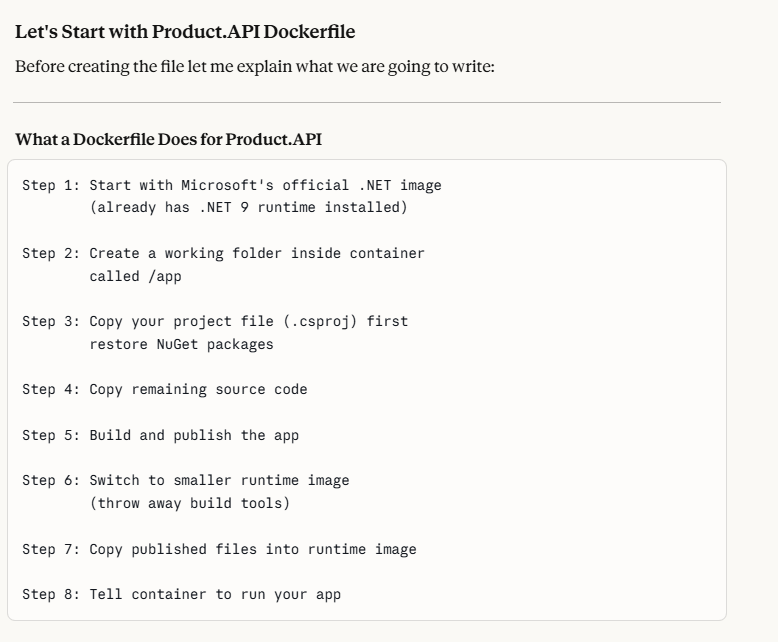 Let's Start with Product.API Dockerfile
Before creating the file let me explain what we are going to write:
What a Dockerfile Does for Product.API
Step 1: Start with Microsoft's official .NET image
(already has .NET 9 runtime installed)
Step 2: Create a working folder inside container
called /app
Step 3: Copy your project file (.csproj) first
restore NuGet packages
Step 4: Copy remaining source code
Step 5: Build and publish the app
Step 6: Switch to smaller runtime image
(throw away build tools)
Step 7: Copy published files into runtime image
Step 8: Tell container to run your app